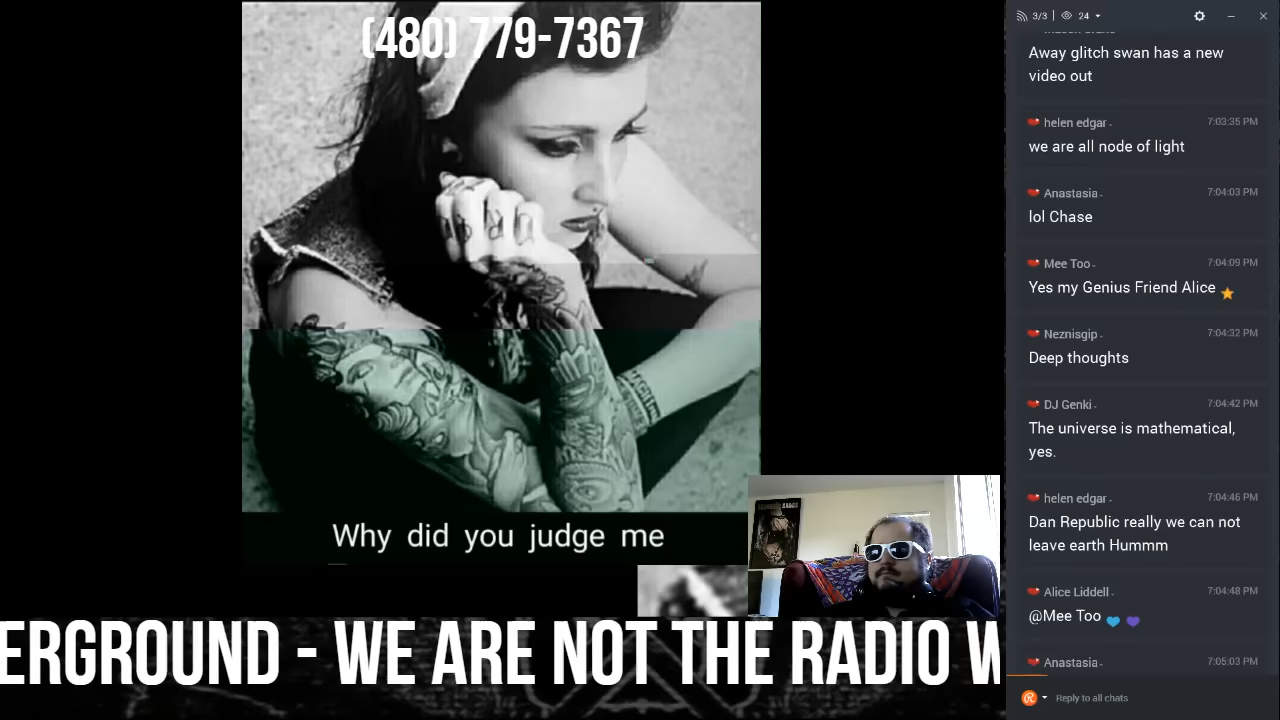 (480) 779-7367
Why did you judge me
ERGROUND - WE ARE NOT THE RADIO W
3/3
24
Away glitch swan has a new
video out
helen edgar
7:03:35 PM
we are all node of light
Anastasia
7:04:03 PM
lol Chase
Mee Too
7:04:09 PM
Yes my Genius Friend Alice
Neznisgip
7:04:32 PM
Deep thoughts
DJ Genki
7:04:42 PM
The universe is mathematical,
yes.
helen edgar
7:04:46 PM
Dan Republic really we can not
leave earth Hummm
Alice Liddell
7:04:48 PM
@Mee Too
Anastasia
7:05:03 PM
Reply to all chats